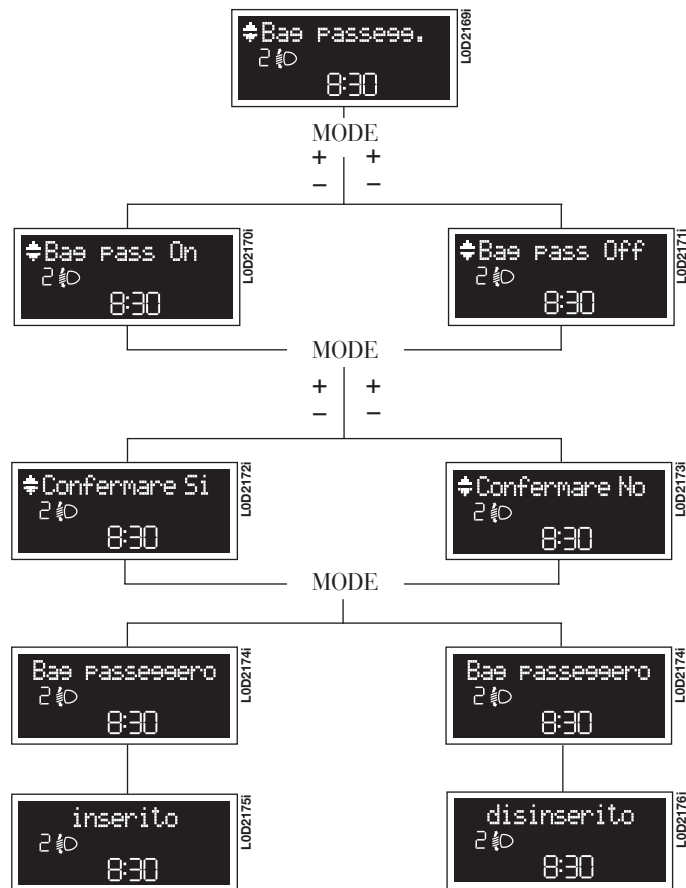 Bag passegg.
2
8:30
L0D2169i
MODE
+ +
– –
Bag pass On
2
8:30
L0D2170i
Bag pass Off
2
8:30
L0D2171i
MODE
+ +
– –
Confermare Si
2
8:30
L0D2172i
Confermare No
2
8:30
L0D2173i
MODE
Bag passeggero
2
8:30
L0D2174i
Bag passeggero
2
8:30
L0D2174i
inserito
2
8:30
L0D2175i
disinserito
2
8:30
L0D2176i